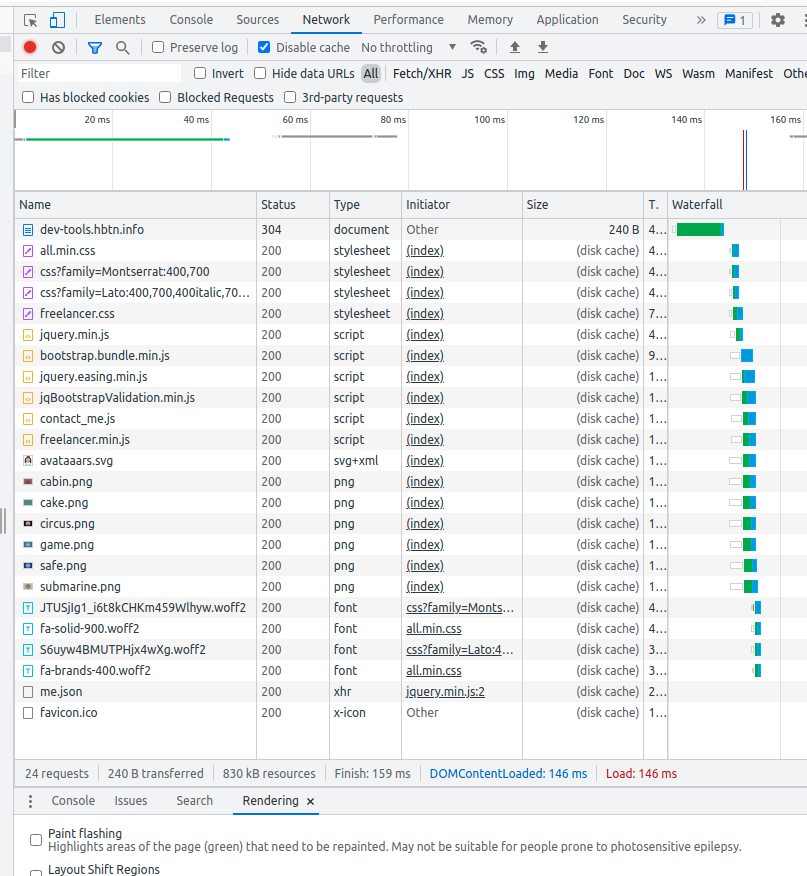 Elements Console Sources Network Performance Memory Application Security » 1
Preserve log Disable cache No throttling
Filter Invert Hide data URLs All Fetch/XHR JS CSS Img Media Font Doc WS Wasm Manifest Othe
Has blocked cookies Blocked Requests 3rd-party requests
20 ms 40 ms 60 ms 80 ms 100 ms 120 ms 140 ms 160 ms
Name Status Type Initiator Size T. Waterfall
dev-tools.hbtn.info 304 document Other 240 B 4...
all.min.css 200 stylesheet (index) (disk cache) 4...
css?family=Montserrat:400,700 200 stylesheet (index) (disk cache) 4...
css?family=Lato:400,700,400italic,70... 200 stylesheet (index) (disk cache) 4...
freelancer.css 200 stylesheet (index) (disk cache) 7...
jquery.min.js 200 script (index) (disk cache) 4...
bootstrap.bundle.min.js 200 script (index) (disk cache) 9...
jquery.easing.min.js 200 script (index) (disk cache) 1...
jqBootstrapValidation.min.js 200 script (index) (disk cache) 1...
contact_me.js 200 script (index) (disk cache) 1...
freelancer.min.js 200 script (index) (disk cache) 1...
avataaars.svg 200 svg+xml (index) (disk cache) 1...
cabin.png 200 png (index) (disk cache) 1...
cake.png 200 png (index) (disk cache) 1...
circus.png 200 png (index) (disk cache) 1...
game.png 200 png (index) (disk cache) 1...
safe.png 200 png (index) (disk cache) 1...
submarine.png 200 png (index) (disk cache) 1...
JTUSjIg1_i6t8kCHKm459Wlhyw.woff2 200 font css?family=Monts... (disk cache) 4...
fa-solid-900.woff2 200 font all.min.css (disk cache) 4...
S6uyw4BMUTPHjx4wXg.woff2 200 font css?family=Lato:4... (disk cache) 3...
fa-brands-400.woff2 200 font all.min.css (disk cache) 3...
me.json 200 xhr jquery.min.js:2 (disk cache) 2...
favicon.ico 200 x-icon Other (disk cache) 1...
24 requests 240 B transferred 830 kB resources Finish: 159 ms DOMContentLoaded: 146 ms Load: 146 ms
Console Issues Search Rendering ×
Paint flashing
Highlights areas of the page (green) that need to be repainted. May not be suitable for people prone to photosensitive epilepsy.
Layout Shift Regions